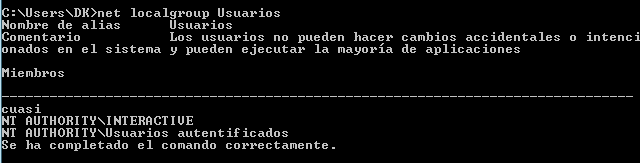 C:\Users\DK>net localgroup Usuarios
Nombre de alias Usuarios
Comentario Los usuarios no pueden hacer cambios accidentales o intenci
onados en el sistema y pueden ejecutar la mayoría de aplicaciones
Miembros
-------------------------------------------------------------------------------
cuasi
NT AUTHORITY\INTERACTIVE
NT AUTHORITY\Usuarios autentificados
Se ha completado el comando correctamente.